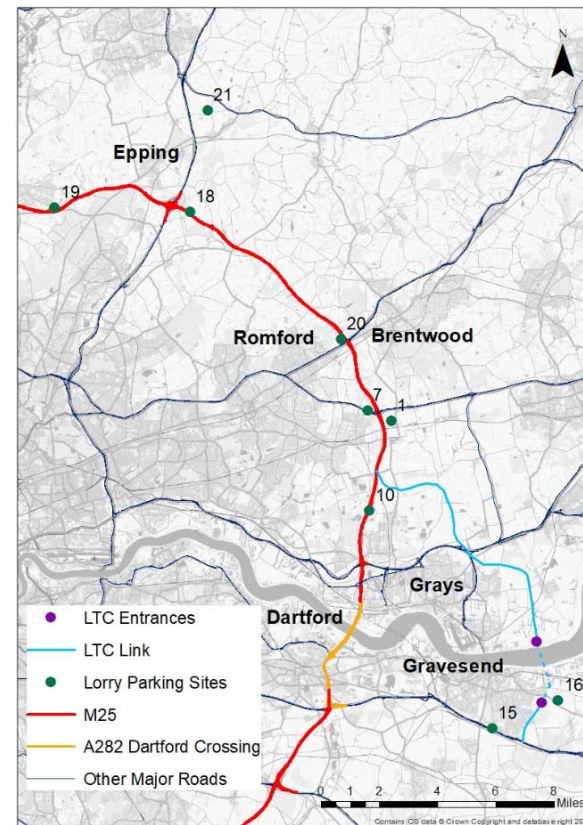 N
21
Epping
19
18
20
Romford
Brentwood
7
1
10
Grays
Dartford
LTC Entrances
Gravesend
LTC Link
16
Lorry Parking Sites
15
M25
A282 Dartford Crossing
Other Major Roads
0 2 4 6 8
Miles
Contains OS data © Crown Copyright and database right 20